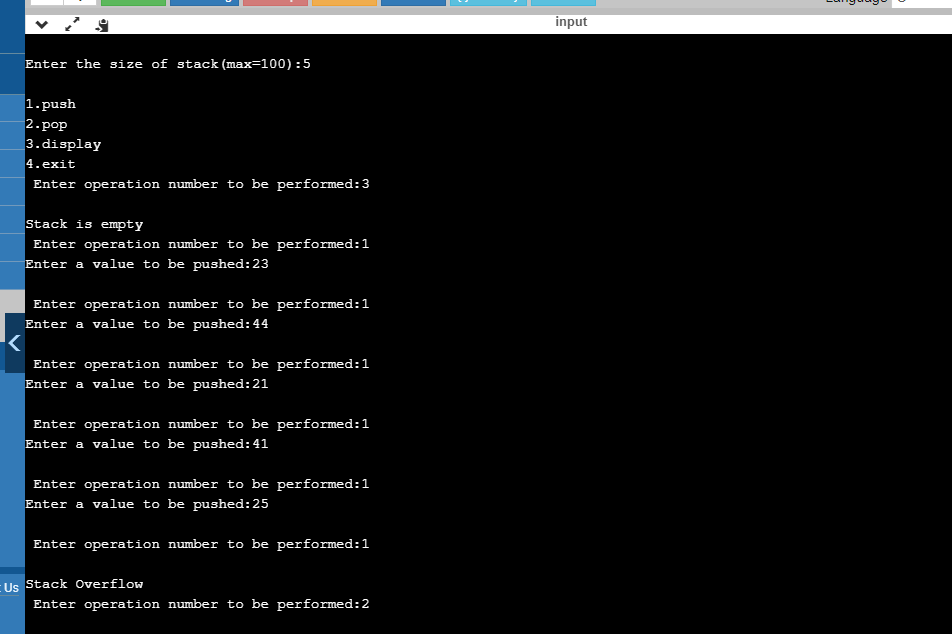 input
Enter the size of stack(max=100):5
1.push
2.pop
3.display
4.exit
Enter operation number to be performed:3
Stack is empty
Enter operation number to be performed:1
Enter a value to be pushed:23
Enter operation number to be performed:1
Enter a value to be pushed:44
Enter operation number to be performed:1
Enter a value to be pushed:21
Enter operation number to be performed:1
Enter a value to be pushed:41
Enter operation number to be performed:1
Enter a value to be pushed:25
Enter operation number to be performed:1
Us
Stack Overflow
Enter operation number to be performed:2